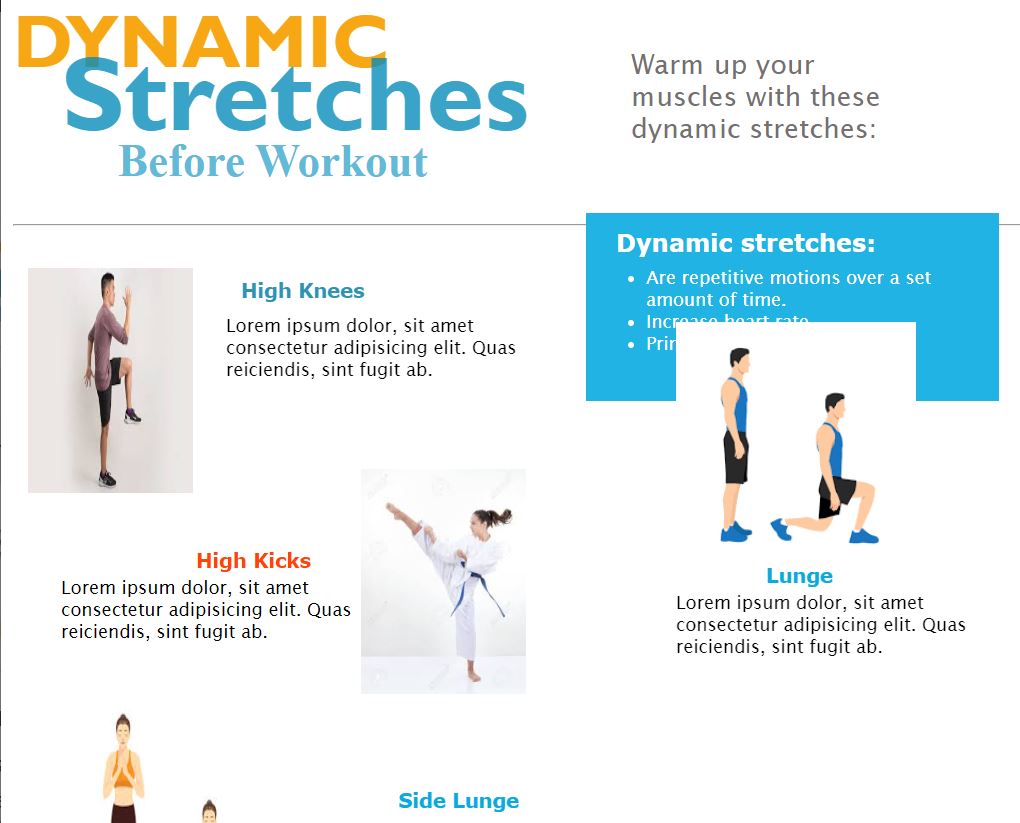 DYNAMIC
Stretches
Before Workout
Warm up your
muscles with these
dynamic stretches:
Dynamic stretches:
• Are repetitive motions over a set
amount of time.
• Increase heart rate
•
High Knees
Lorem ipsum dolor, sit amet
consectetur adipisicing elit. Quas
reiciendis, sint fugit ab.
High Kicks
Lorem ipsum dolor, sit amet
consectetur adipisicing elit. Quas
reiciendis, sint fugit ab.
Lunge
Lorem ipsum dolor, sit amet
consectetur adipisicing elit. Quas
reiciendis, sint fugit ab.
Side Lunge